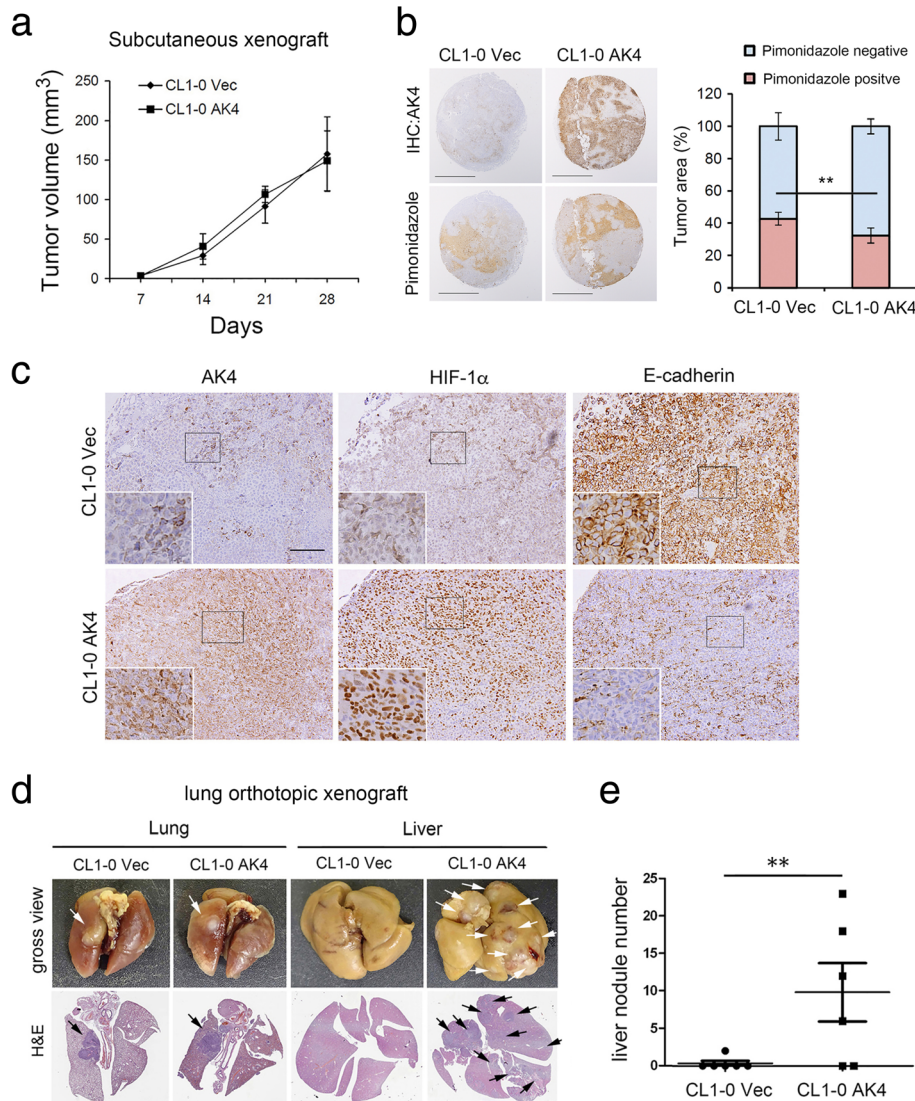 a
Subcutaneous xenograft
CL1-0 Vec
CL1-0 AK4
Tumor volume (mm3)
250
200
150
100
50
0
7
14
21
28
Days
b
CL1-0 Vec
CL1-0 AK4
IHC:AK4
Pimonidazole
Pimonidazole negative
Pimonidazole positve
Tumor area (%)
120
100
80
60
40
20
0
**
CL1-0 Vec
CL1-0 AK4
c
AK4
HIF-1α
E-cadherin
CL1-0 Vec
CL1-0 AK4
d
lung orthotopic xenograft
Lung
Liver
CL1-0 Vec
CL1-0 AK4
CL1-0 Vec
CL1-0 AK4
gross view
H&E
e
liver nodule number
25
20
15
10
5
0
**
CL1-0 Vec
CL1-0 AK4